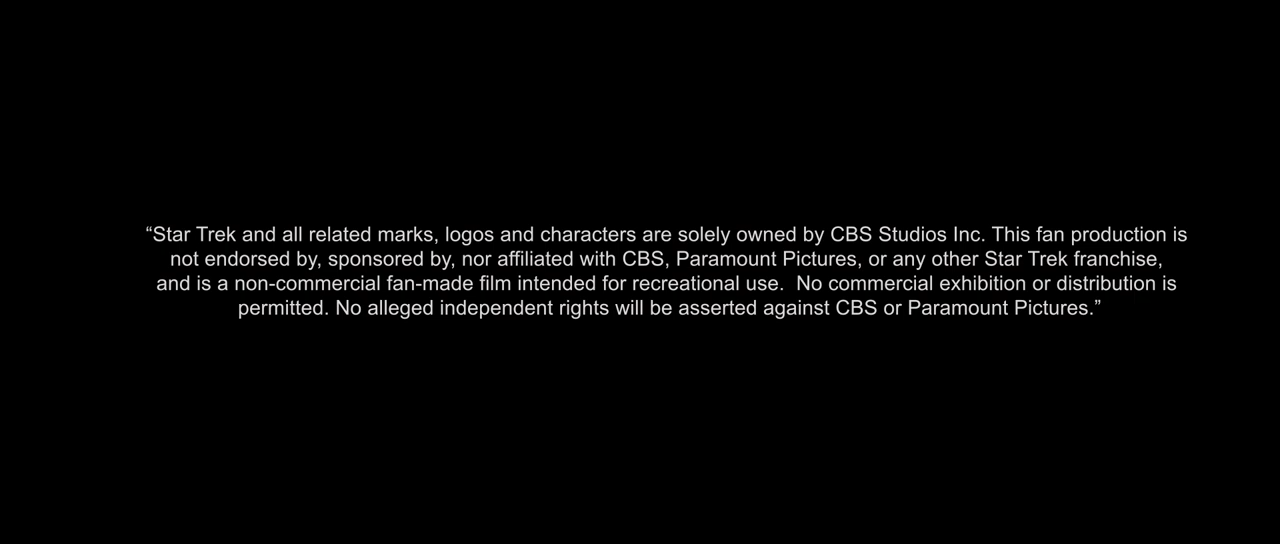 “Star Trek and all related marks, logos and characters are solely owned by CBS Studios Inc. This fan production is
not endorsed by, sponsored by, nor affiliated with CBS, Paramount Pictures, or any other Star Trek franchise,
and is a non-commercial fan-made film intended for recreational use.  No commercial exhibition or distribution is
permitted. No alleged independent rights will be asserted against CBS or Paramount Pictures.”